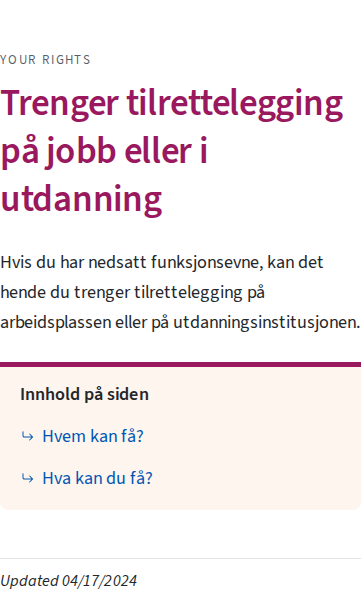 YOUR RIGHTS
Trenger tilrettelegging
på jobb eller i
utdanning
Hvis du har nedsatt funksjonsevne, kan det
hende du trenger tilrettelegging på
arbeidsplassen eller på utdanningsinstitusjonen.
Innhold på siden
Hvem kan få?
Hva kan du få?
Updated 04/17/2024